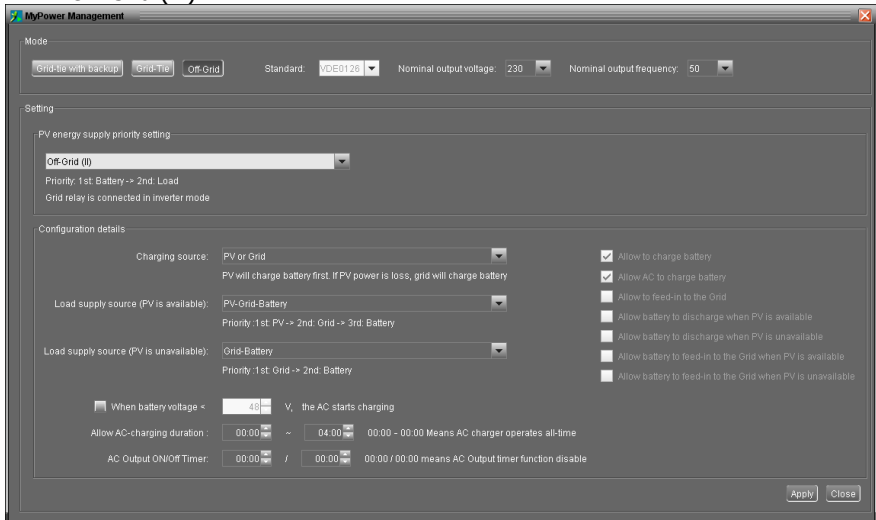 MyPower Management
Mode
Grid-tie with backup Grid-Tie Off-Grid Standard: VDE0126 Nominal output voltage: 230 Nominal output frequency: 50
Setting
PV energy supply priority setting
Off-Grid (II)
Priority: 1st: Battery -> 2nd: Load
Grid relay is connected in inverter mode
Configuration details
Charging source: PV or Grid
PV will charge battery first. If PV power is loss, grid will charge battery
Load supply source (PV is available): PV-Grid-Battery
Priority :1st: PV -> 2nd: Grid -> 3rd: Battery
Load supply source (PV is unavailable): Grid-Battery
Priority :1st: Grid -> 2nd: Battery
Allow to charge battery
Allow AC to charge battery
Allow to feed-in to the Grid
Allow battery to discharge when PV is available
Allow battery to discharge when PV is unavailable
Allow battery to feed-in to the Grid when PV is available
Allow battery to feed-in to the Grid when PV is unavailable
When battery voltage < 48 V, the AC starts charging
Allow AC-charging duration : 00:00 ~ 04:00 00:00 - 00:00 Means AC charger operates all-time
AC Output ON/Off Timer: 00:00 / 00:00 00:00 / 00:00 means AC Output timer function disable
Apply Close